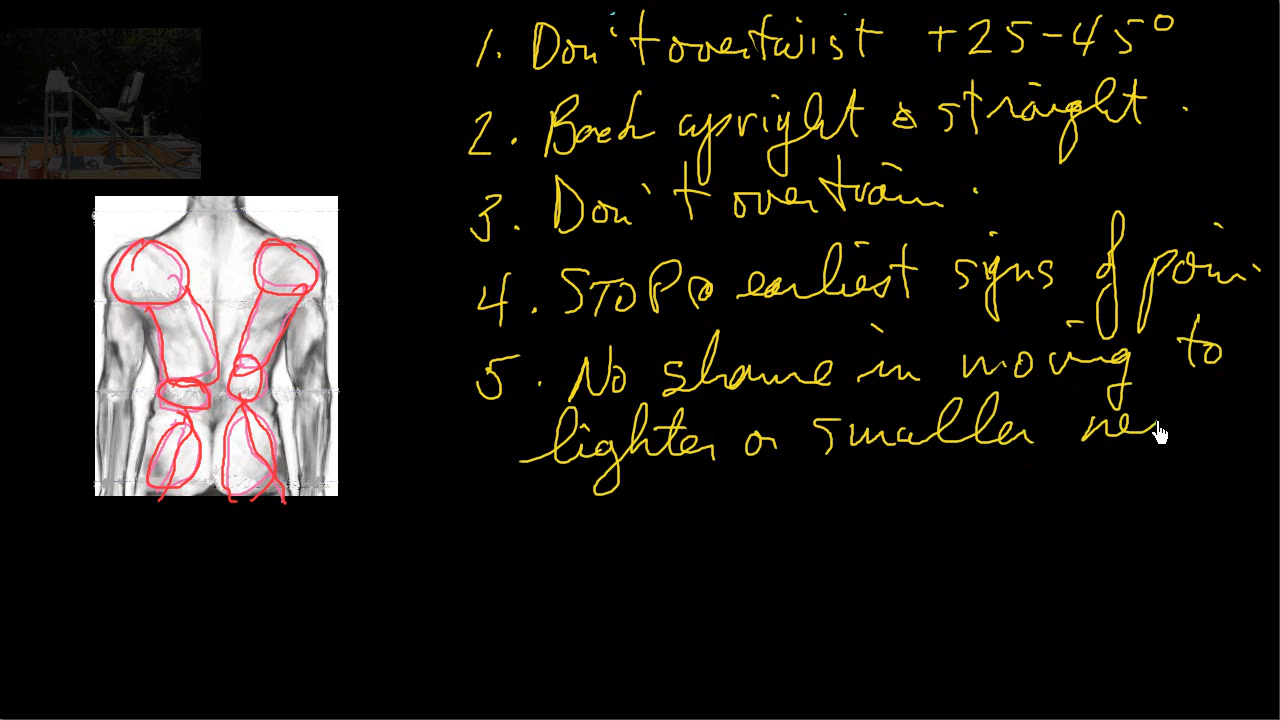 1. Don't overtwist +25-45°
2. Back upright & straight.
3. Don't overtrain.
4. STOP @ earliest signs of pain.
5. No shame in moving to
lighter or smaller